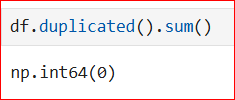 df.duplicated().sum()
np.int64(0)